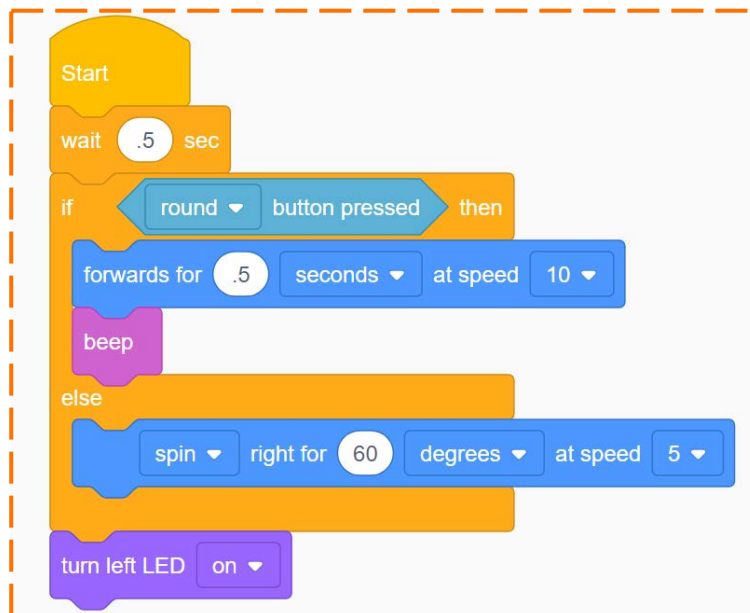 Start
wait .5 sec
if round button pressed then
forwards for .5 seconds at speed 10
beep
else
spin right for 60 degrees at speed 5
turn left LED on